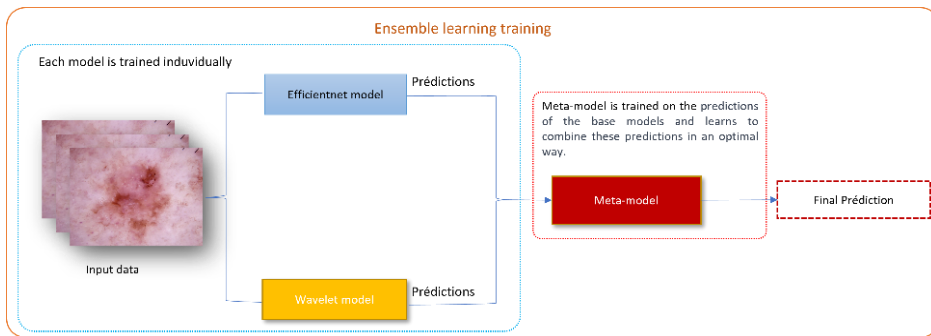 Ensemble learning training
Each model is trained induvidually
Efficientnet model
Prédictions
Meta-model is trained on the predictions
of the base models and learns to
combine these predictions in an optimal
way.
Meta-model
Final Prédiction
Input data
Wavelet model
Prédictions